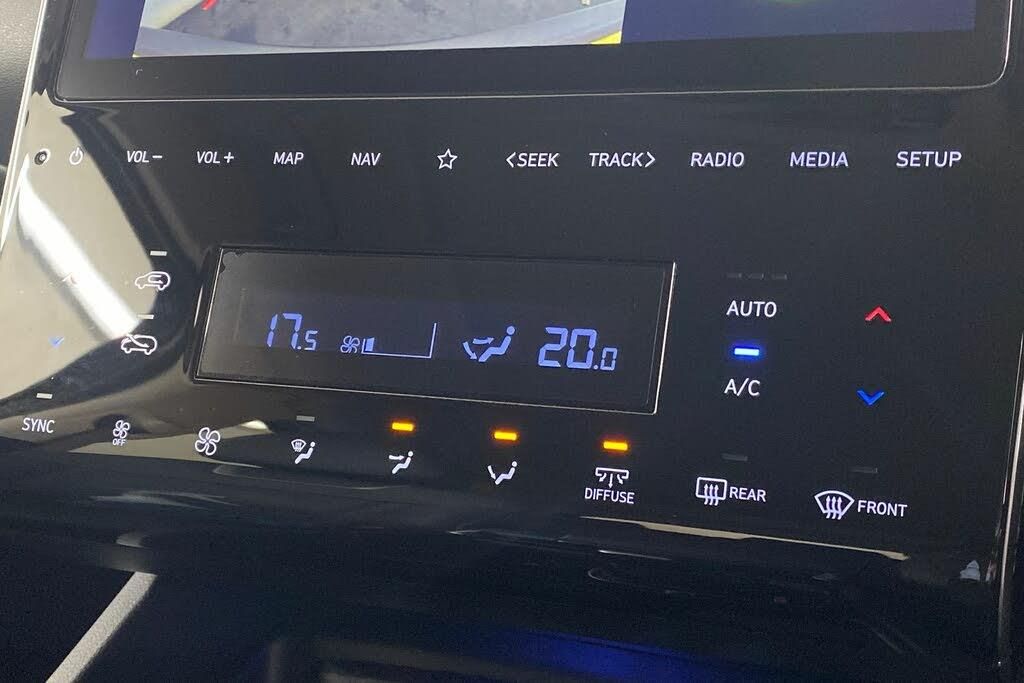 VOL− VOL+ MAP NAV <SEEK TRACK> RADIO MEDIA SETUP
AUTO
17.5 20.0
A/C
SYNC
OFF
DIFFUSE
REAR
FRONT